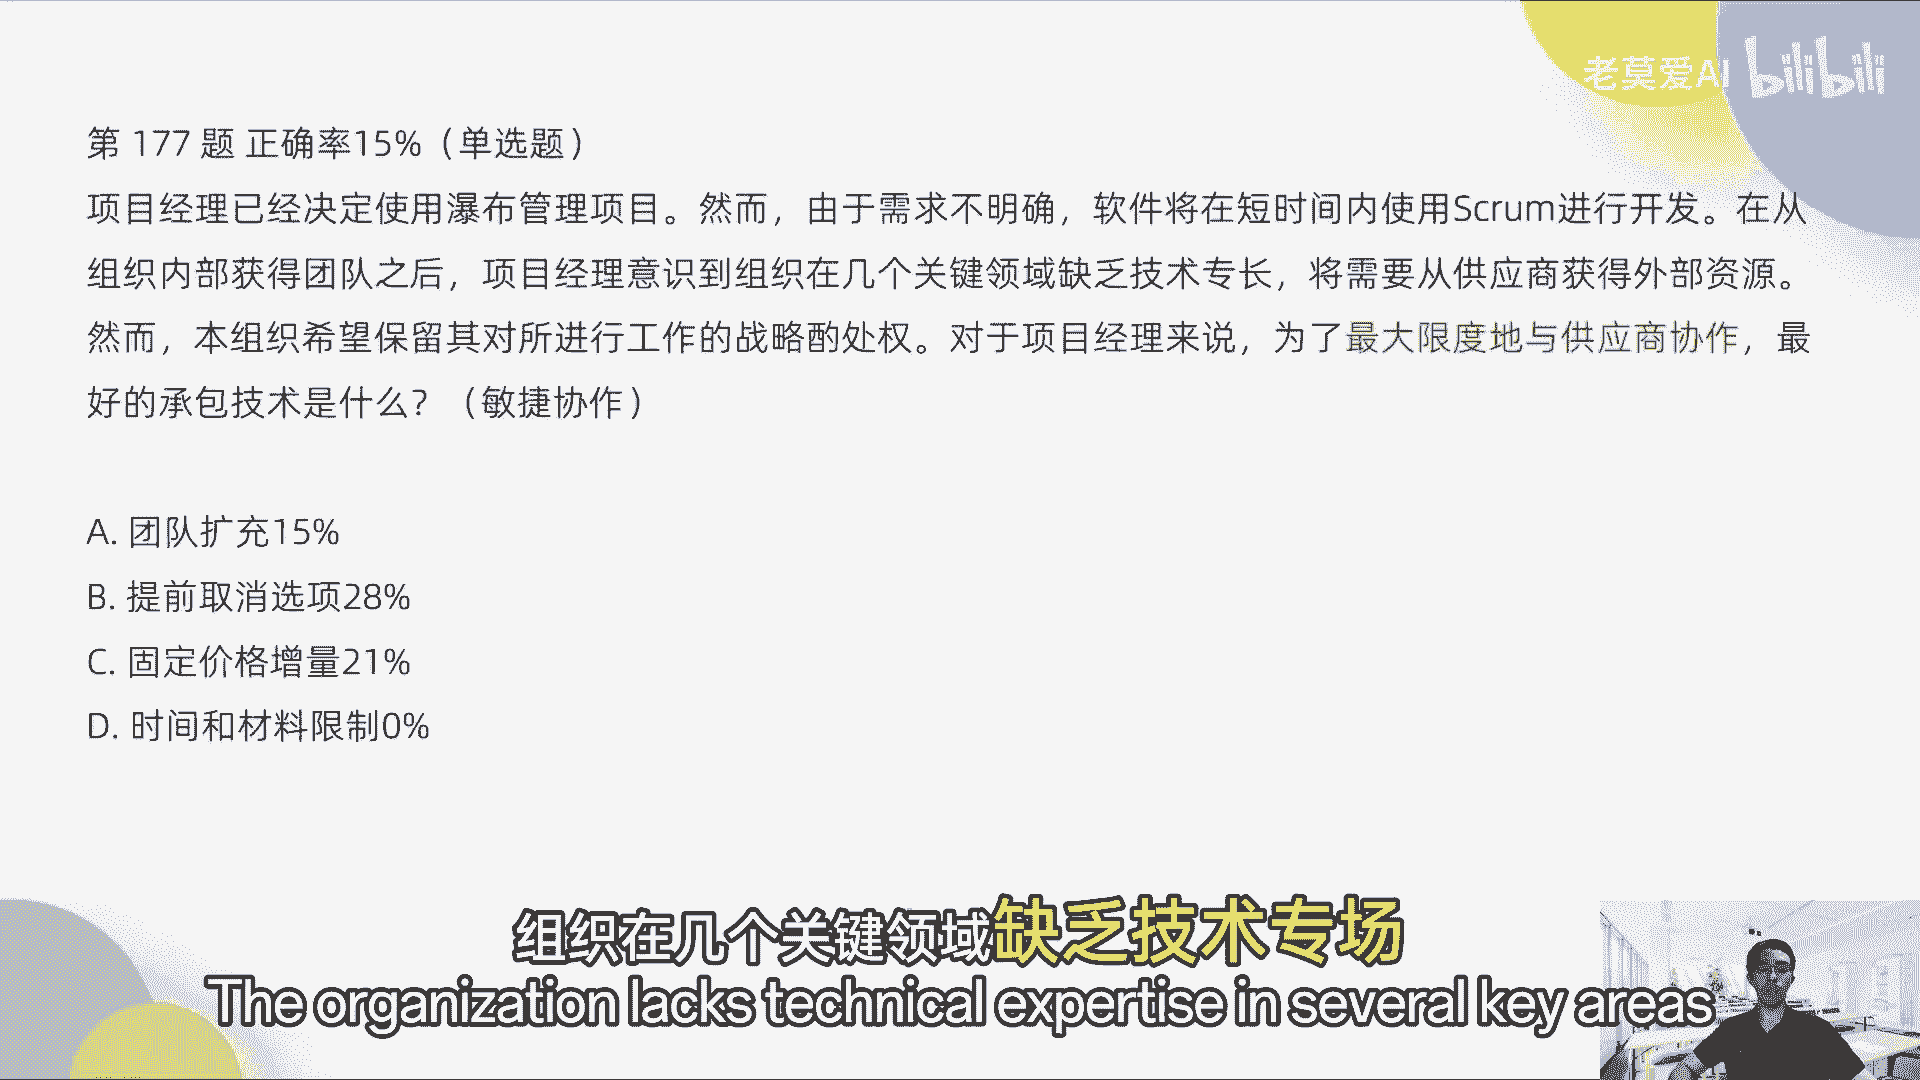 老莫爱AI bilibili
第 177 题 正确率15%（单选题）
项目经理已经决定使用瀑布管理项目。然而，由于需求不明确，软件将在短时间内使用Scrum进行开发。在从
组织内部获得团队之后，项目经理意识到组织在几个关键领域缺乏技术专长，将需要从供应商获得外部资源。
然而，本组织希望保留其对所进行工作的战略酌处权。对于项目经理来说，为了最大限度地与供应商协作，最
好的承包技术是什么？（敏捷协作）
A. 团队扩充15%
B. 提前取消选项28%
C. 固定价格增量21%
D. 时间和材料限制0%
组织在几个关键领域缺乏技术专场
The organization lacks technical expertise in several key areas